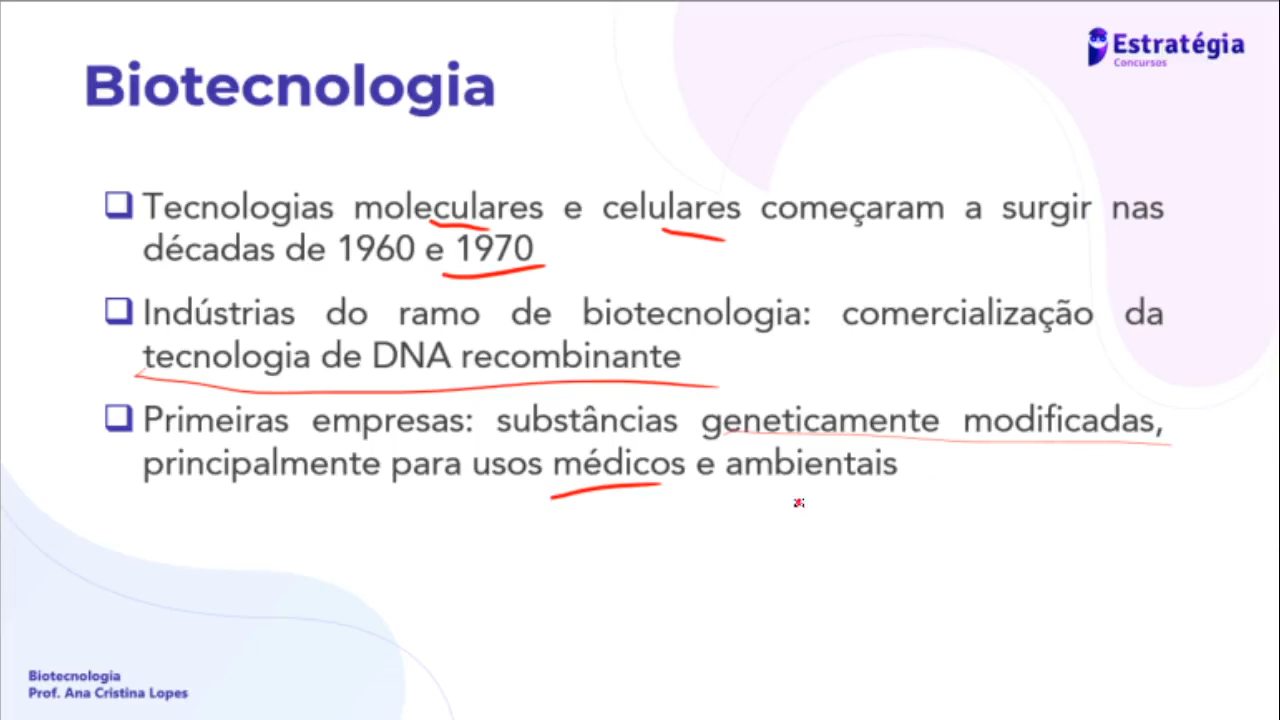 Estratégia
Concursos
Biotecnologia
Tecnologias moleculares e celulares começaram a surgir nas
décadas de 1960 e 1970
Indústrias do ramo de biotecnologia: comercialização da
tecnologia de DNA recombinante
Primeiras empresas: substâncias geneticamente modificadas,
principalmente para usos médicos e ambientais
Biotecnologia
Prof. Ana Cristina Lopes